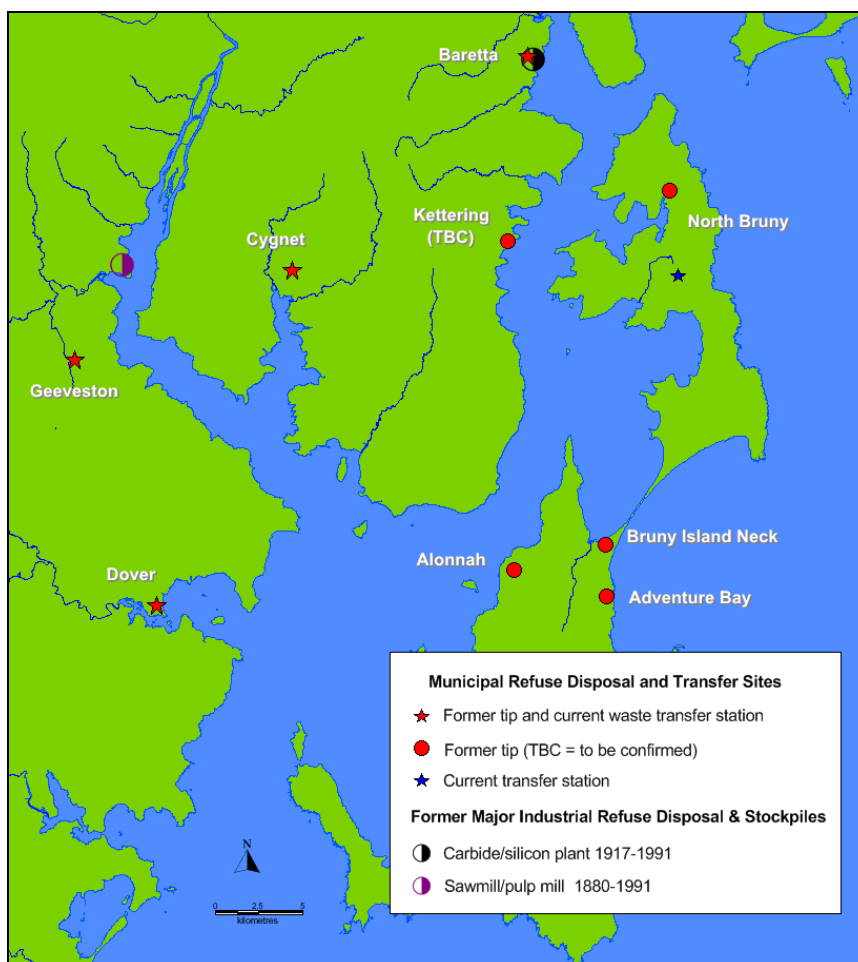 Baretta
Kettering
(TBC)
North Bruny
Cygnet
Geeveston
Bruny Island Neck
Alonnah
Dover
Adventure Bay
Municipal Refuse Disposal and Transfer Sites
Former tip and current waste transfer station
Former tip (TBC = to be confirmed)
Current transfer station
Former Major Industrial Refuse Disposal & Stockpiles
Carbide/silicon plant 1917-1991
Sawmill/pulp mill 1880-1991
N
0 2.5 5
kilometres